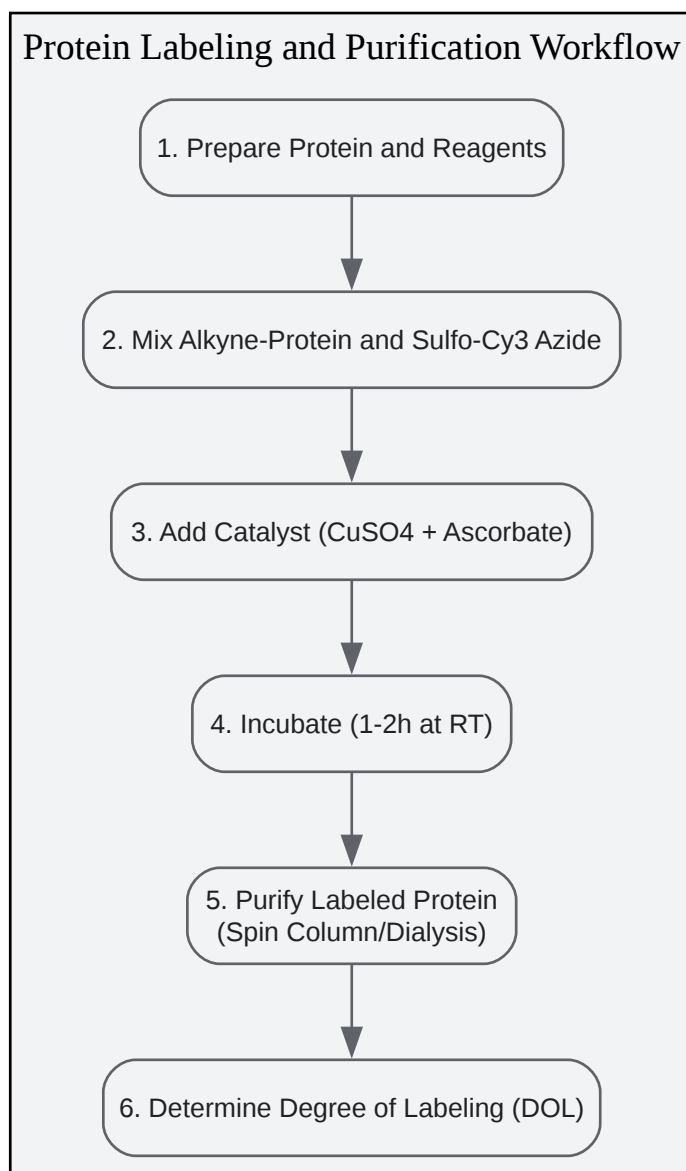 Protein Labeling and Purification Workflow
1. Prepare Protein and Reagents
2. Mix Alkyne-Protein and Sulfo-Cy3 Azide
3. Add Catalyst (CuSO4 + Ascorbate)
4. Incubate (1-2h at RT)
5. Purify Labeled Protein
(Spin Column/Dialysis)
6. Determine Degree of Labeling (DOL)